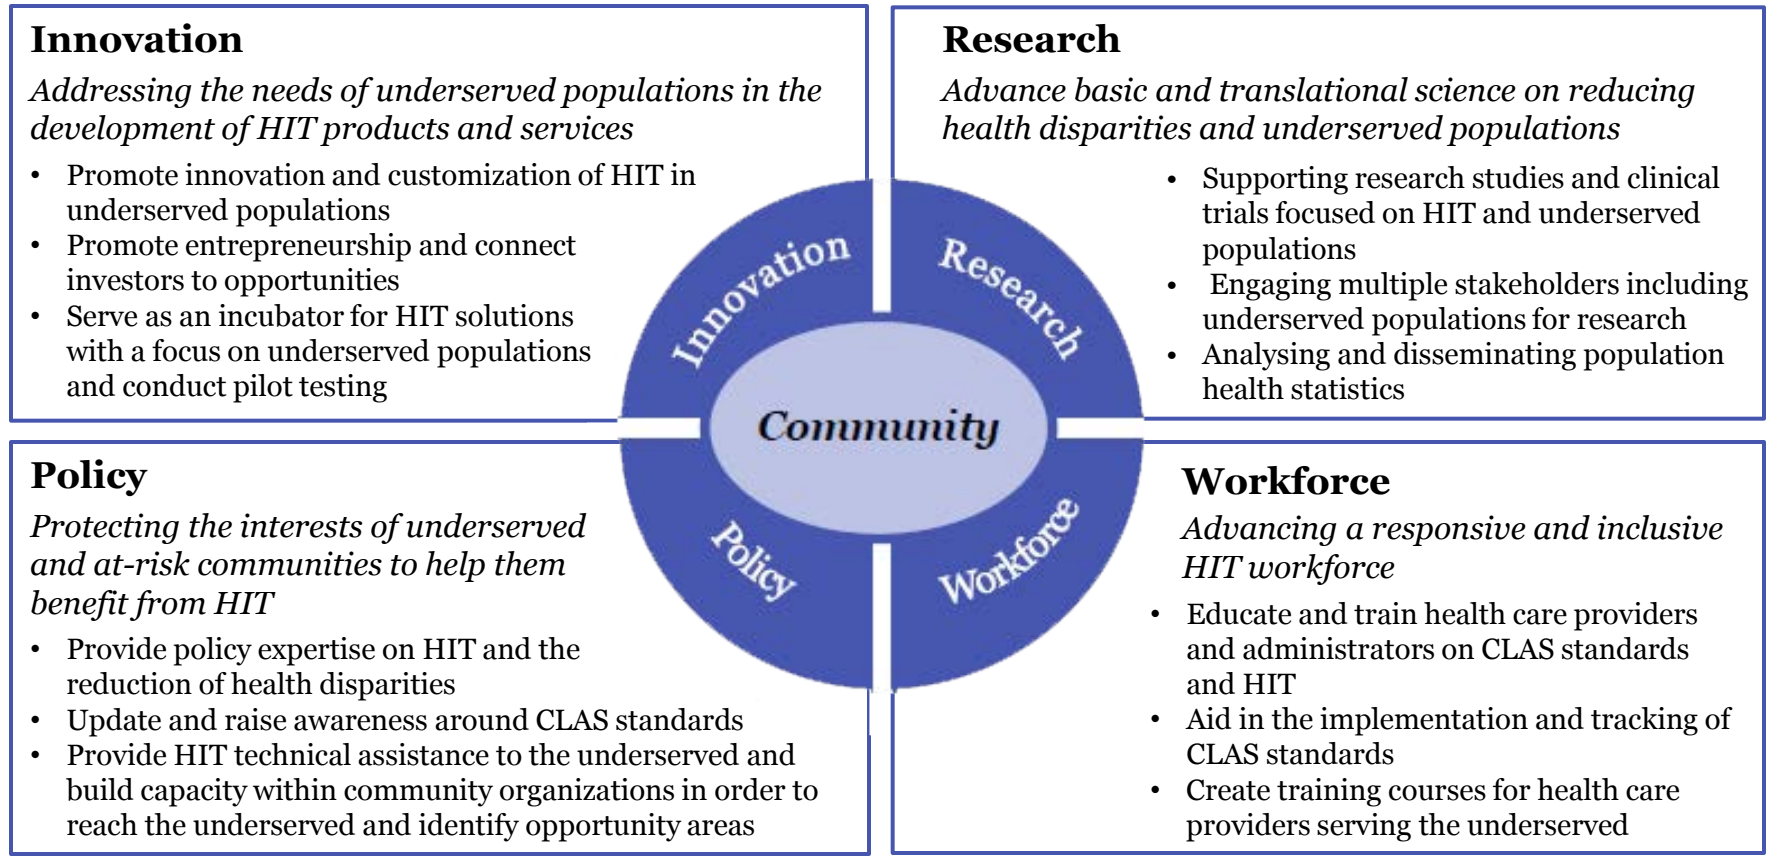 Innovation
Addressing the needs of underserved populations in the
development of HIT products and services
• Promote innovation and customization of HIT in
underserved populations
• Promote entrepreneurship and connect
investors to opportunities
• Serve as an incubator for HIT solutions
with a focus on underserved populations
and conduct pilot testing
Research
Advance basic and translational science on reducing
health disparities and underserved populations
• Supporting research studies and clinical
trials focused on HIT and underserved
populations
• Engaging multiple stakeholders including
underserved populations for research
• Analysing and disseminating population
health statistics
Innovation
Research
Community
Policy
Workforce
Policy
Protecting the interests of underserved
and at-risk communities to help them
benefit from HIT
• Provide policy expertise on HIT and the
reduction of health disparities
• Update and raise awareness around CLAS standards
• Provide HIT technical assistance to the underserved and
build capacity within community organizations in order to
reach the underserved and identify opportunity areas
Workforce
Advancing a responsive and inclusive
HIT workforce
• Educate and train health care providers
and administrators on CLAS standards
and HIT
• Aid in the implementation and tracking of
CLAS standards
• Create training courses for health care
providers serving the underserved